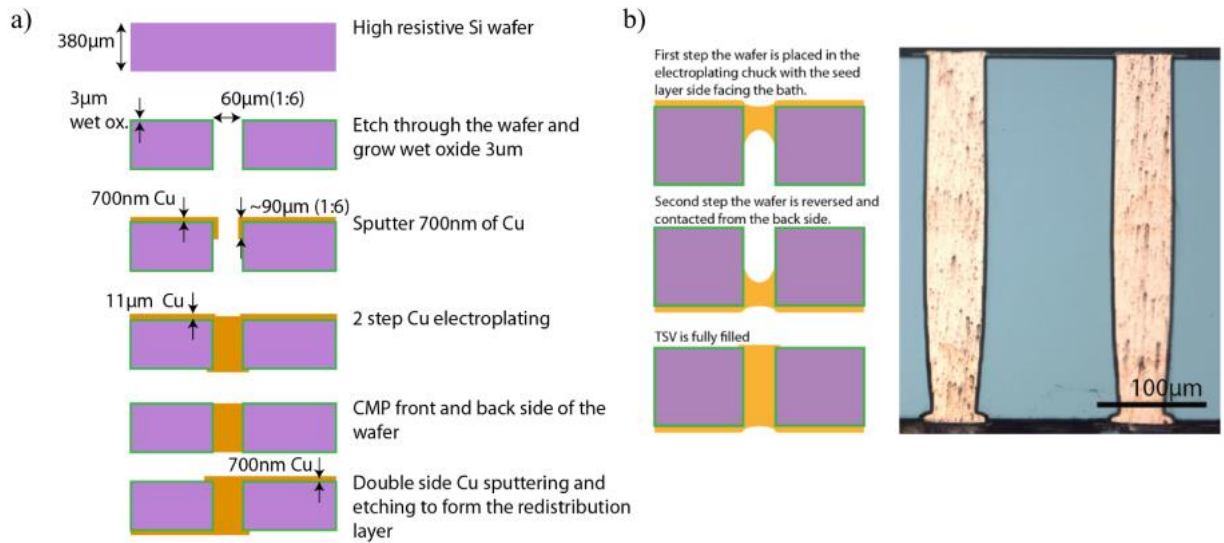 a)
380µm
High resistive Si wafer
3µm
wet ox.
60µm(1:6)
Etch through the wafer and
grow wet oxide 3um
700nm Cu
~90µm (1:6)
Sputter 700nm of Cu
11µm Cu
2 step Cu electroplating
CMP front and back side of the
wafer
700nm Cu
Double side Cu sputtering and
etching to form the redistribution
layer
b)
First step the wafer is placed in the
electroplating chuck with the seed
layer side facing the bath.
Second step the wafer is reversed and
contacted from the back side.
TSV is fully filled
100µm